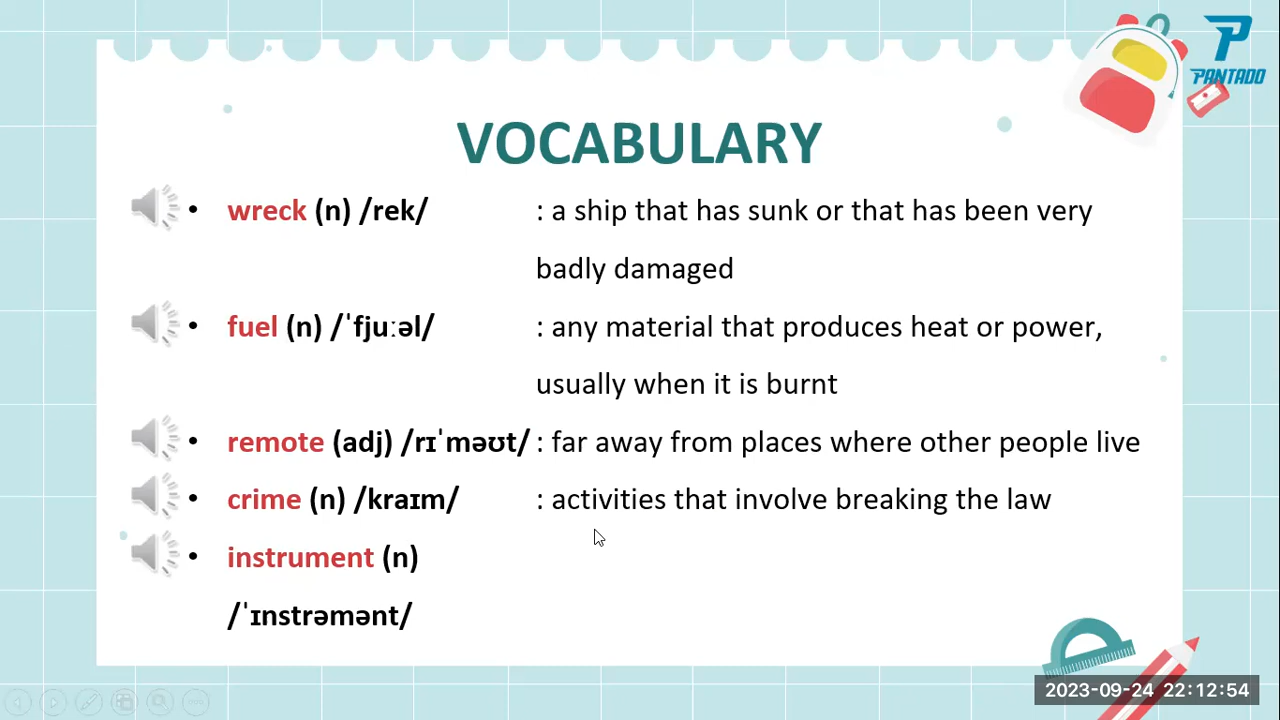 PANTADO
VOCABULARY
• wreck (n) /rek/ : a ship that has sunk or that has been very
badly damaged
• fuel (n) /ˈfjuːəl/ : any material that produces heat or power,
usually when it is burnt
• remote (adj) /rɪˈməʊt/ : far away from places where other people live
• crime (n) /kraɪm/ : activities that involve breaking the law
• instrument (n)
/ˈɪnstrəmənt/
2023-09-24 22:12:54